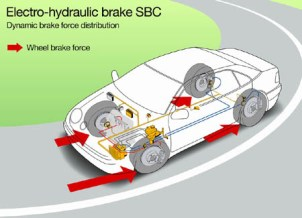 Electro-hydraulic brake SBC
Dynamic brake force distribution
Wheel brake force